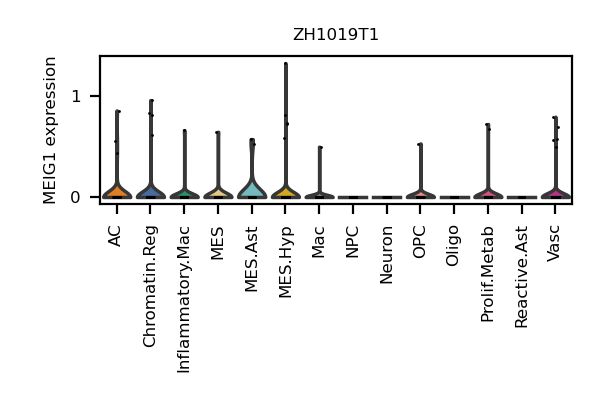 ZH1019T1
MEIG1 expression
1
0
AC
Chromatin.Reg
Inflammatory.Mac
MES
MES.Ast
MES.Hyp
Mac
NPC
Neuron
OPC
Oligo
Prolif.Metab
Reactive.Ast
Vasc